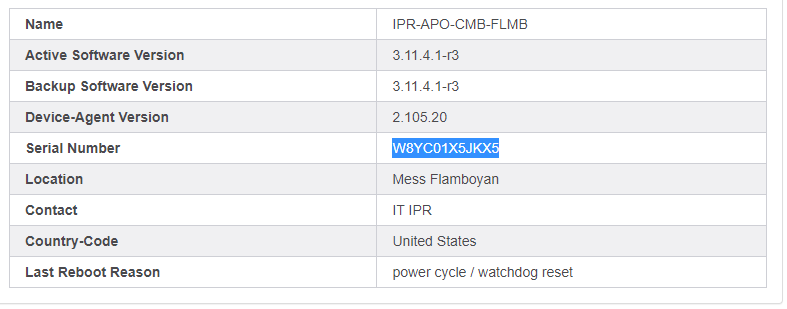 Name IPR-APO-CMB-FLMB
Active Software Version 3.11.4.1-r3
Backup Software Version 3.11.4.1-r3
Device-Agent Version 2.105.20
Serial Number W8YC01X5JKX5
Location Mess Flamboyan
Contact IT IPR
Country-Code United States
Last Reboot Reason power cycle / watchdog reset